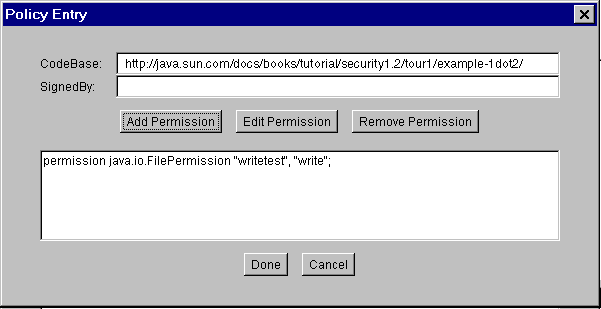 Policy Entry
CodeBase: http://java.sun.com/docs/books/tutorial/security1.2/tour1/example-1dot2/
SignedBy:
Add Permission Edit Permission Remove Permission
permission java.io.FilePermission "writetest", "write";
Done Cancel